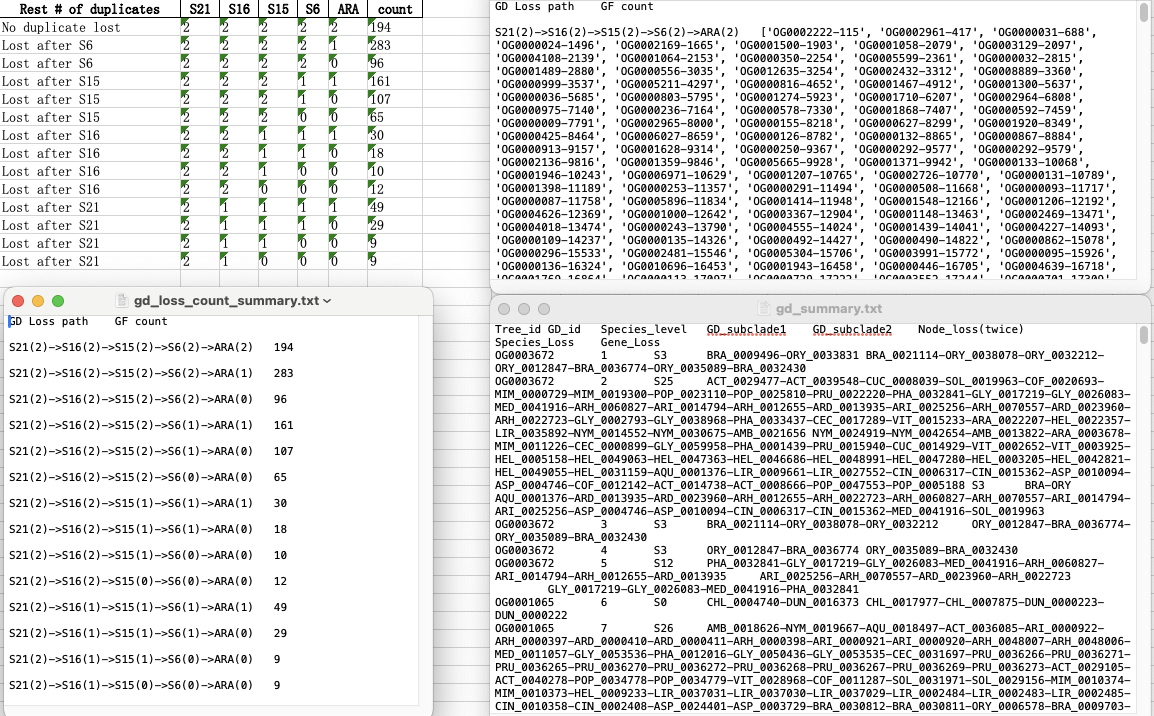 Rest # of duplicates S21 S16 S15 S6 ARA count
No duplicate lost 2 2 2 2 2 194
Lost after S6 2 2 2 2 1 283
Lost after S6 2 2 2 2 0 96
Lost after S15 2 2 2 1 1 161
Lost after S15 2 2 2 1 0 107
Lost after S15 2 2 2 0 0 65
Lost after S16 2 2 1 1 1 30
Lost after S16 2 2 1 1 0 18
Lost after S16 2 2 1 0 0 10
Lost after S16 2 2 0 0 0 12
Lost after S21 2 1 1 1 1 49
Lost after S21 2 1 1 1 0 29
Lost after S21 2 1 1 0 0 9
Lost after S21 2 1 0 0 0 9
gd_loss_count_summary.txt
GD Loss path GF count
S21(2)->S16(2)->S15(2)->S6(2)->ARA(2) 194
S21(2)->S16(2)->S15(2)->S6(2)->ARA(1) 283
S21(2)->S16(2)->S15(2)->S6(2)->ARA(0) 96
S21(2)->S16(2)->S15(2)->S6(1)->ARA(1) 161
S21(2)->S16(2)->S15(2)->S6(1)->ARA(0) 107
S21(2)->S16(2)->S15(2)->S6(0)->ARA(0) 65
S21(2)->S16(2)->S15(1)->S6(1)->ARA(1) 30
S21(2)->S16(2)->S15(1)->S6(1)->ARA(0) 18
S21(2)->S16(2)->S15(1)->S6(0)->ARA(0) 10
S21(2)->S16(2)->S15(0)->S6(0)->ARA(0) 12
S21(2)->S16(1)->S15(1)->S6(1)->ARA(1) 49
S21(2)->S16(1)->S15(1)->S6(1)->ARA(0) 29
S21(2)->S16(1)->S15(1)->S6(0)->ARA(0) 9
S21(2)->S16(1)->S15(0)->S6(0)->ARA(0) 9
GD Loss path GF count
S21(2)->S16(2)->S15(2)->S6(2)->ARA(2) ['OG0002222-115', 'OG0002961-417', 'OG0000031-688',
'OG0000024-1496', 'OG0002169-1665', 'OG0001500-1903', 'OG0001058-2079', 'OG0003129-2097',
'OG0004108-2139', 'OG0001064-2153', 'OG0000350-2254', 'OG0005599-2361', 'OG0000032-2815',
'OG0001489-2880', 'OG0000556-3035', 'OG0012635-3254', 'OG0002432-3312', 'OG0008889-3360',
'OG0000999-3537', 'OG0005211-4297', 'OG0000816-4652', 'OG0001467-4912', 'OG0001300-5637',
'OG0000036-5685', 'OG0000803-5795', 'OG0001274-5923', 'OG0001710-6207', 'OG0002964-6808',
'OG0000975-7140', 'OG0000236-7164', 'OG0000578-7330', 'OG0001868-7407', 'OG0000592-7459',
'OG0000009-7791', 'OG0002965-8000', 'OG0000155-8218', 'OG0000627-8299', 'OG0001920-8349',
'OG0000425-8464', 'OG0006027-8659', 'OG0000126-8782', 'OG0000132-8865', 'OG0000867-8884',
'OG0000913-9157', 'OG0001628-9314', 'OG0000250-9367', 'OG0000292-9577', 'OG0000292-9579',
'OG0002136-9816', 'OG0001359-9846', 'OG0005665-9928', 'OG0001371-9942', 'OG0000133-10068',
'OG0001946-10243', 'OG0006971-10629', 'OG0001207-10765', 'OG0002726-10770', 'OG0000131-10789',
'OG0001398-11189', 'OG0000253-11357', 'OG0000291-11494', 'OG0000508-11668', 'OG0000093-11717',
'OG0000087-11758', 'OG0005896-11834', 'OG0001414-11948', 'OG0001548-12166', 'OG0001206-12192',
'OG0004626-12369', 'OG0001000-12642', 'OG0003367-12904', 'OG0001148-13463', 'OG0002469-13471',
'OG0004018-13474', 'OG0000243-13790', 'OG0004555-14024', 'OG0001439-14041', 'OG0004227-14093',
'OG0000109-14237', 'OG0000135-14326', 'OG0000492-14427', 'OG0000490-14822', 'OG0000862-15078',
'OG0000296-15533', 'OG0002481-15546', 'OG0005304-15706', 'OG0003991-15772', 'OG0000095-15926',
'OG0000136-16324', 'OG0010696-16453', 'OG0001943-16458', 'OG0000446-16705', 'OG0004639-16718',
gd_summary.txt
Tree_id GD_id Species_level GD_subclade1 GD_subclade2 Node_loss(twice)
Species_Loss Gene_Loss
OG0003672 1 S3 BRA_0009496-ORY_0033831 BRA_0021114-ORY_0038078-ORY_0032212-
ORY_0012847-BRA_0036774-ORY_0035089-BRA_0032430
OG0003672 2 S25 ACT_0029477-ACT_0039548-CUC_0008039-SOL_0019963-COF_0020693-
MIM_0000729-MIM_0019300-POP_0023110-POP_0025810-PRU_0022220-PHA_0032841-GLY_0017219-GLY_0026083-
MED_0041916-ARH_0060827-ARI_0014794-ARH_0012655-ARD_0013935-ARI_0025256-ARH_0070557-ARD_0023960-
ARH_0022723-GLY_0002793-GLY_0038968-PHA_0033437-CEC_0017289-VIT_0015233-ARA_0022207-HEL_0022357-
LIR_0035892-NYM_0014552-NYM_0030675-AMB_0021656 NYM_0024919-NYM_0042654-AMB_0013822-ARA_0003678-
MIM_0011226-CEC_0000899-GLY_0059958-PHA_0001439-PRU_0015940-CUC_0014929-VIT_0002652-VIT_0003925-
HEL_0005158-HEL_0049063-HEL_0047363-HEL_0046686-HEL_0048991-HEL_0047280-HEL_0003205-HEL_0042821-
HEL_0049055-HEL_0031159-AQU_0001376-LIR_0009661-LIR_0027552-CIN_0006317-CIN_0015362-ASP_0010094-
ASP_0004746-COF_0012142-ACT_0014738-ACT_0008666-POP_0047553-POP_0005188 S3 BRA-ORY
AQU_0001376-ARD_0013935-ARD_0023960-ARH_0012655-ARH_0022723-ARH_0060827-ARH_0070557-ARI_0014794-
ARI_0025256-ASP_0004746-ASP_0010094-CIN_0006317-CIN_0015362-MED_0041916-SOL_0019963
OG0003672 3 S3 BRA_0021114-ORY_0038078-ORY_0032212 ORY_0012847-BRA_0036774-
ORY_0035089-BRA_0032430
OG0003672 4 S3 ORY_0012847-BRA_0036774 ORY_0035089-BRA_0032430
OG0003672 5 S12 PHA_0032841-GLY_0017219-GLY_0026083-MED_0041916-ARH_0060827-
ARI_0014794-ARH_0012655-ARD_0013935 ARI_0025256-ARH_0070557-ARD_0023960-ARH_0022723
GLY_0017219-GLY_0026083-MED_0041916-PHA_0032841
OG0001065 6 S0 CHL_0004740-DUN_0016373 CHL_0017977-CHL_0007875-DUN_0000223-
DUN_0000222
OG0001065 7 S26 AMB_0018626-NYM_0019667-AQU_0018497-ACT_0036085-ARI_0000922-
ARH_0000397-ARD_0000410-ARD_0000411-ARH_0000398-ARI_0000921-ARI_0000920-ARH_0048007-ARH_0048006-
MED_0011057-GLY_0053536-PHA_0012016-GLY_0050436-GLY_0053535-CEC_0031697-PRU_0036266-PRU_0036271-
PRU_0036265-PRU_0036270-PRU_0036272-PRU_0036268-PRU_0036267-PRU_0036269-PRU_0036273-ACT_0029105-
ACT_0040278-POP_0034778-POP_0034779-VIT_0028968-COF_0011287-SOL_0031971-SOL_0029156-MIM_0010374-
MIM_0010373-HEL_0009233-LIR_0037031-LIR_0037030-LIR_0037029-LIR_0002484-LIR_0002483-LIR_0002485-
CIN_0010358-CIN_0002408-ASP_0024401-ASP_0003729-BRA_0030812-BRA_0030811-ORY_0006578-BRA_0009703-